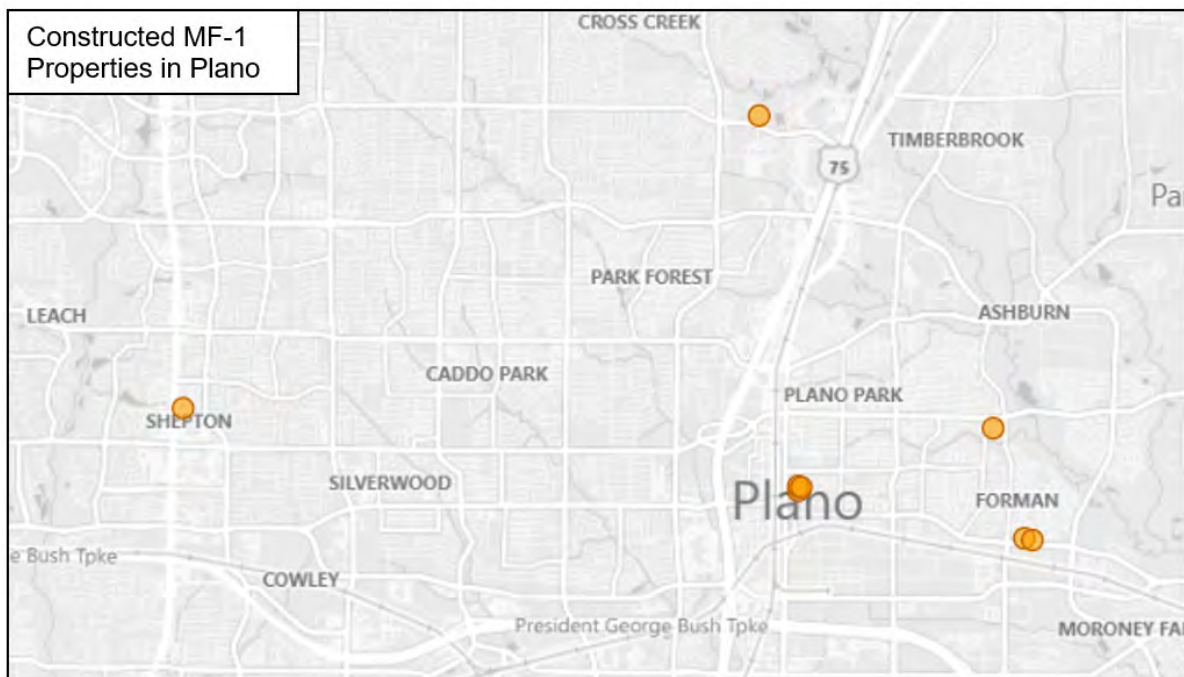 Constructed MF-1
Properties in Plano
CROSS CREEK
75
TIMBERBROOK
Pa
PARK FOREST
LEACH
ASHBURN
CADDO PARK
PLANO PARK
SHEPTON
SILVERWOOD
Plano
FORMAN
e Bush Tpke
COWLEY
President George Bush Tpke
MORONEY FA